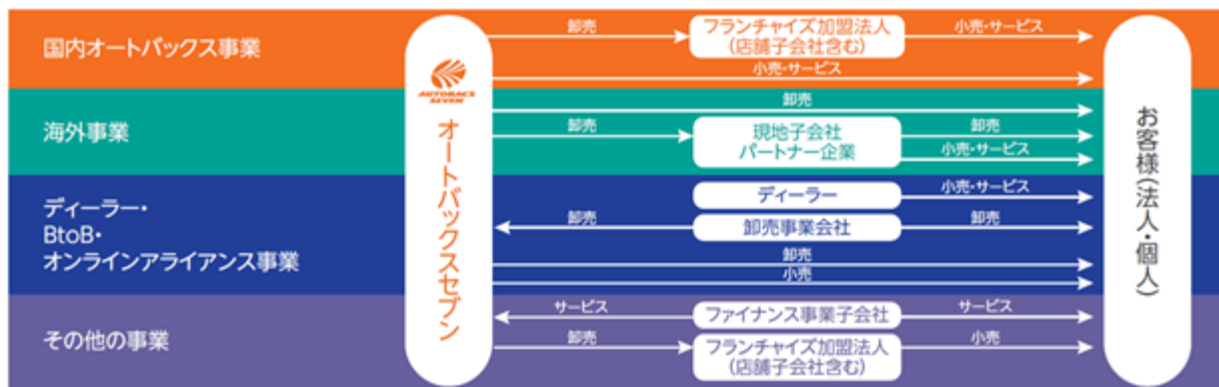 国内オートバックス事業
卸売
フランチャイズ加盟法人
(店舗子会社含む)
小売・サービス
小売・サービス
AUTOBACS
SEVEN
オートバックスセブン
お客様(法人・個人)
海外事業
卸売
卸売
現地子会社
パートナー企業
卸売
小売・サービス
ディーラー・
BtoB・
オンラインアライアンス事業
ディーラー
小売・サービス
卸売
卸売事業会社
卸売
卸売
小売
その他の事業
サービス
ファイナンス事業子会社
サービス
卸売
フランチャイズ加盟法人
(店舗子会社含む)
小売